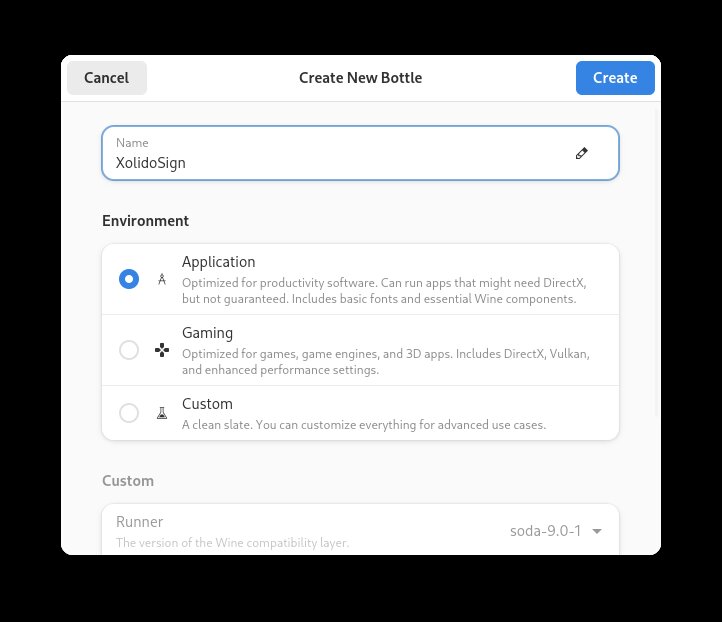 Cancel
Create New Bottle
Create
Name
XolidoSign
Environment
Application
Optimized for productivity software. Can run apps that might need DirectX,
but not guaranteed. Includes basic fonts and essential Wine components.
Gaming
Optimized for games, game engines, and 3D apps. Includes DirectX, Vulkan,
and enhanced performance settings.
Custom
A clean slate. You can customize everything for advanced use cases.
Custom
Runner
The version of the Wine compatibility layer.
soda-9.0-1